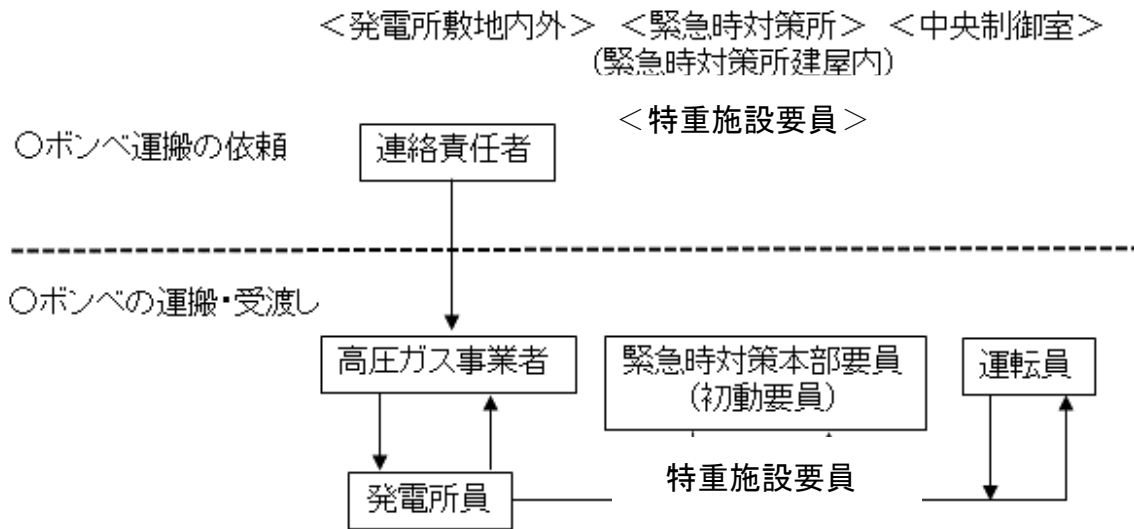 <発電所敷地内外> <緊急時対策所> <中央制御室>
(緊急時対策所建屋内)
<特重施設要員>
○ボンベ運搬の依頼
連絡責任者
○ボンベの運搬・受渡し
高圧ガス事業者
緊急時対策本部要員
(初動要員)
運転員
特重施設要員
発電所員